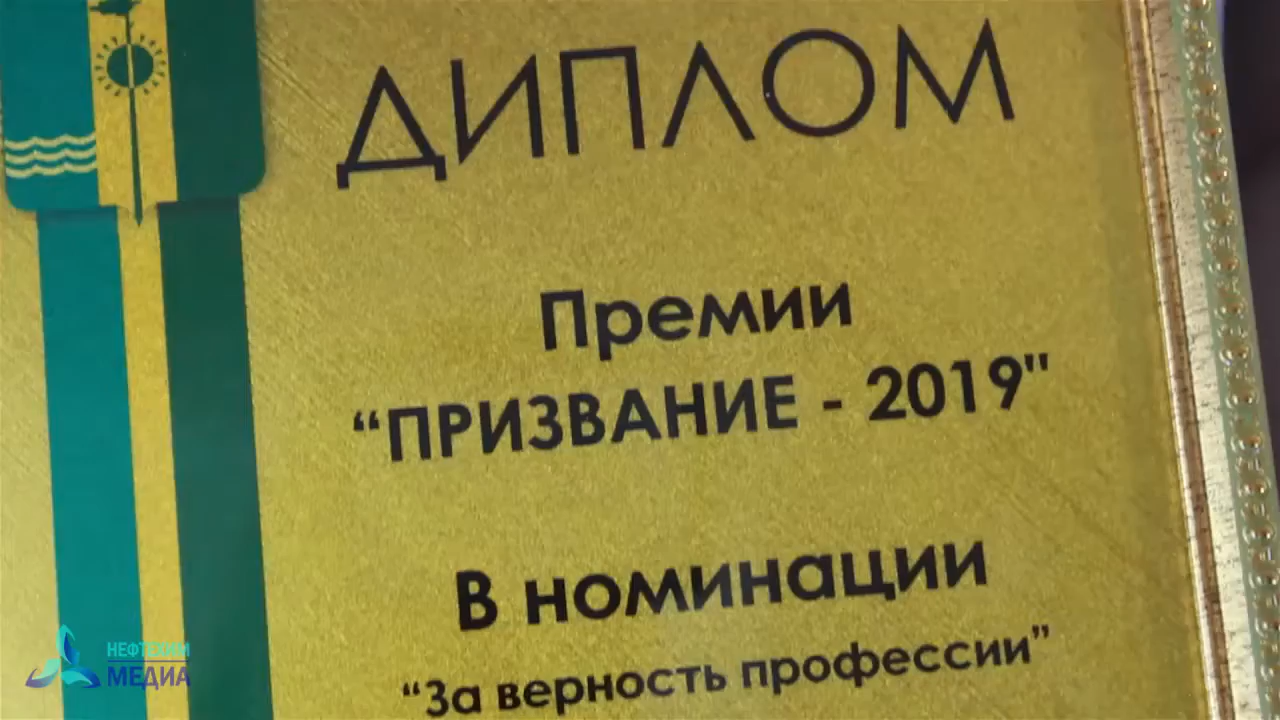 ДИПЛОМ
Премии
“ПРИЗВАНИЕ - 2019"
В номинации
“За верность профессии”
НЕФТЕХИМ
МЕДИА